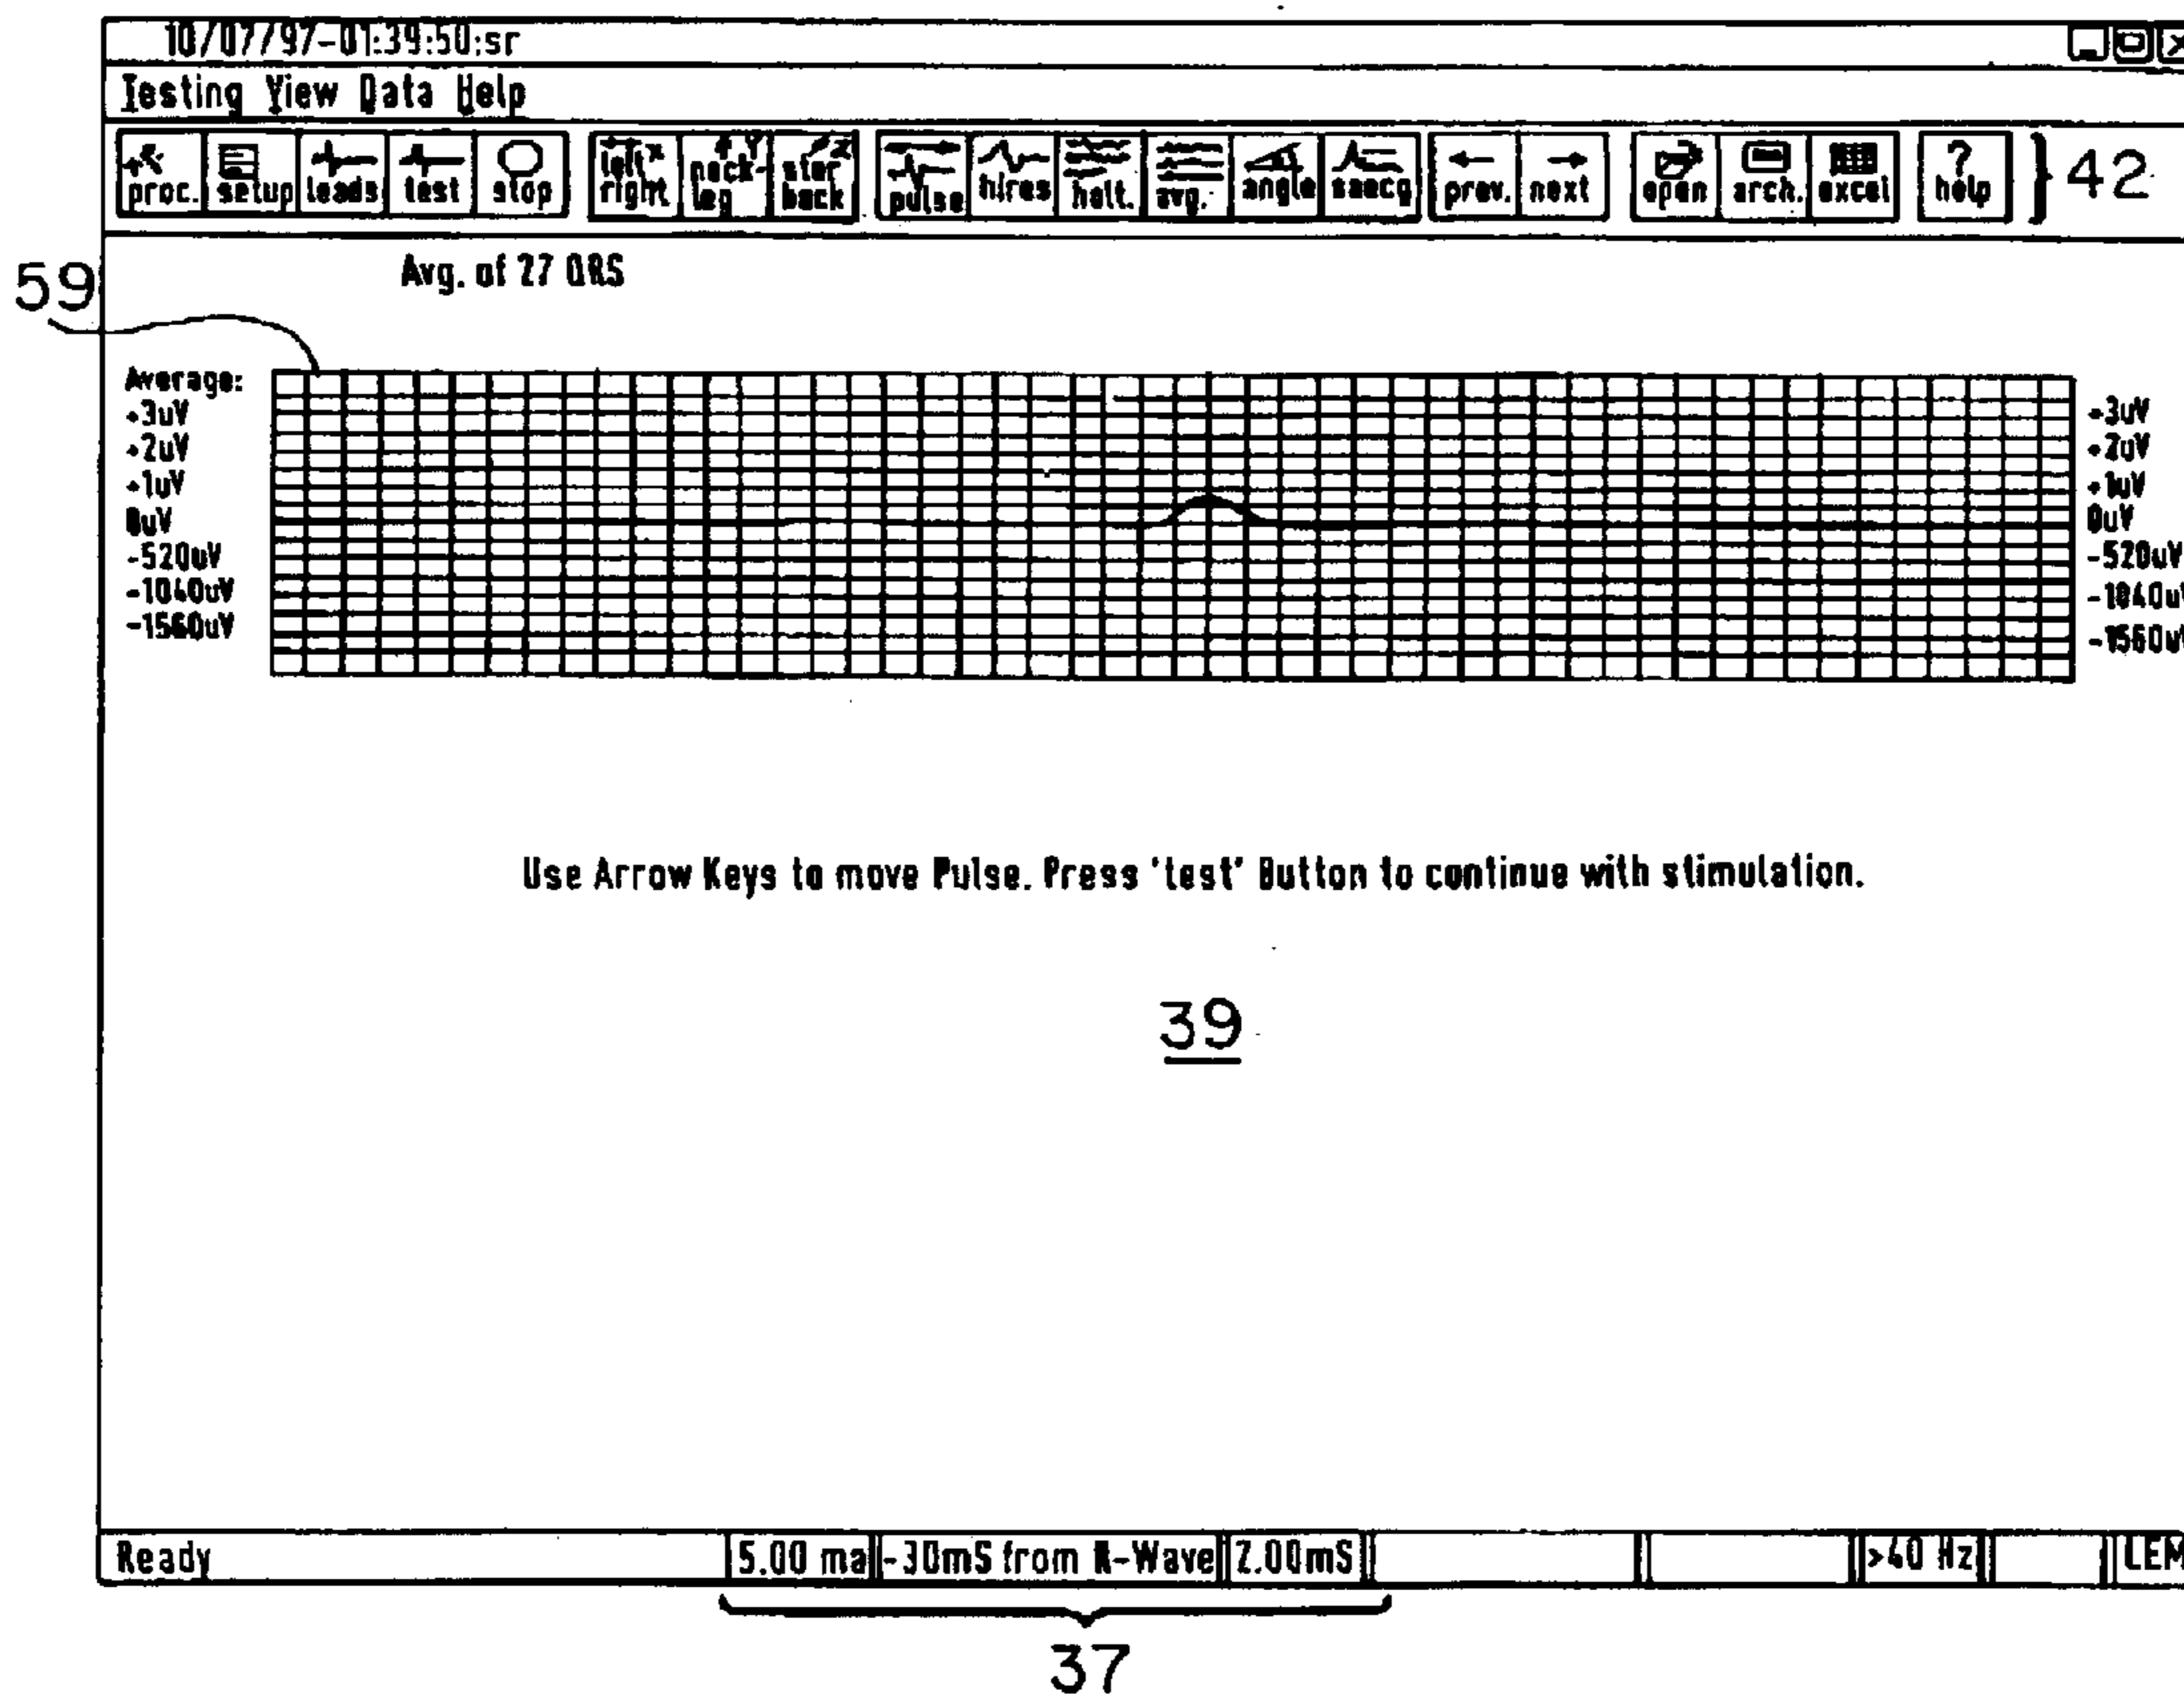 10/07/97-01:39:50:sr
Testing View Data Help
proc. setup leads test stop left right neck- leg ster back pulse hires holt. avg. angle saecg prev. next open arch. excel ? help } 42
59
Avg. of 27 QRS
Average:
+3uV +3uV
+2uV +2uV
+1uV +1uV
0uV 0uV
-520uV -520uV
-1040uV -1040uV
-1560uV -1560uV
Use Arrow Keys to move Pulse. Press 'test' Button to continue with stimulation.
39
Ready 5.00 ma -30mS from R-Wave 2.00mS >40 Hz LEM
37